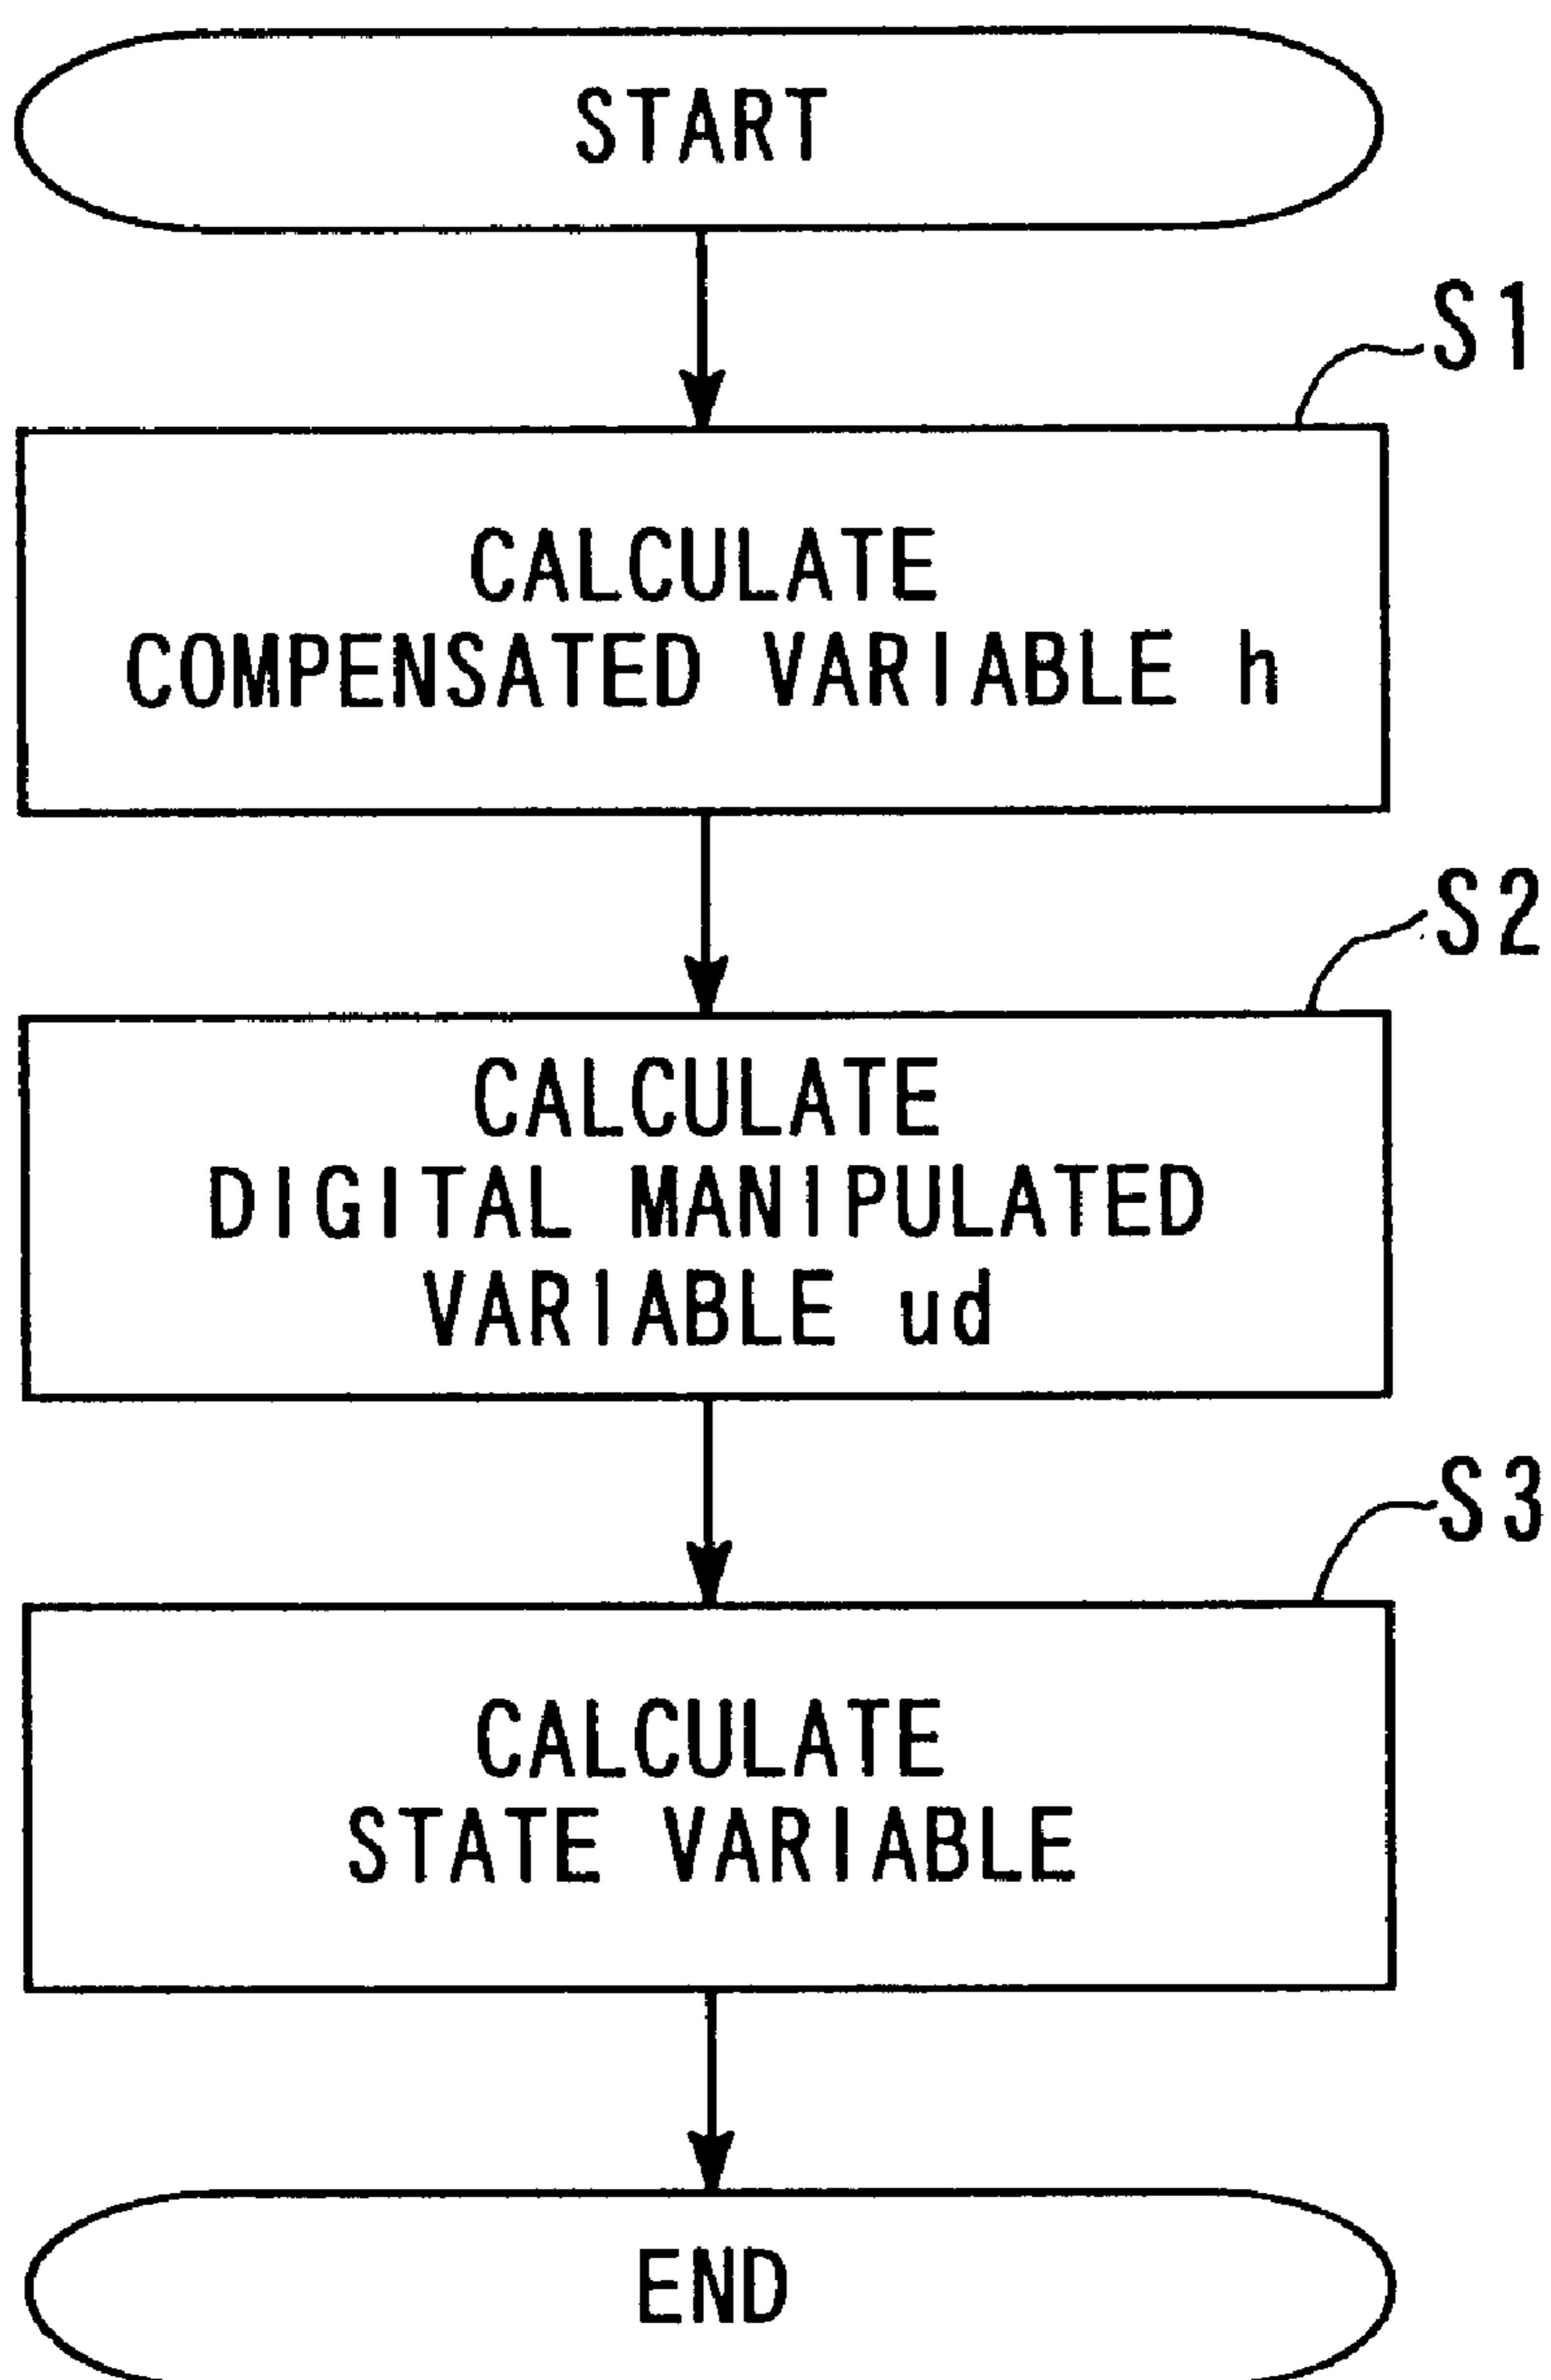 START
S1
CALCULATE
COMPENSATED VARIABLE h
S2
CALCULATE
DIGITAL MANIPULATED
VARIABLE ud
S3
CALCULATE
STATE VARIABLE
END